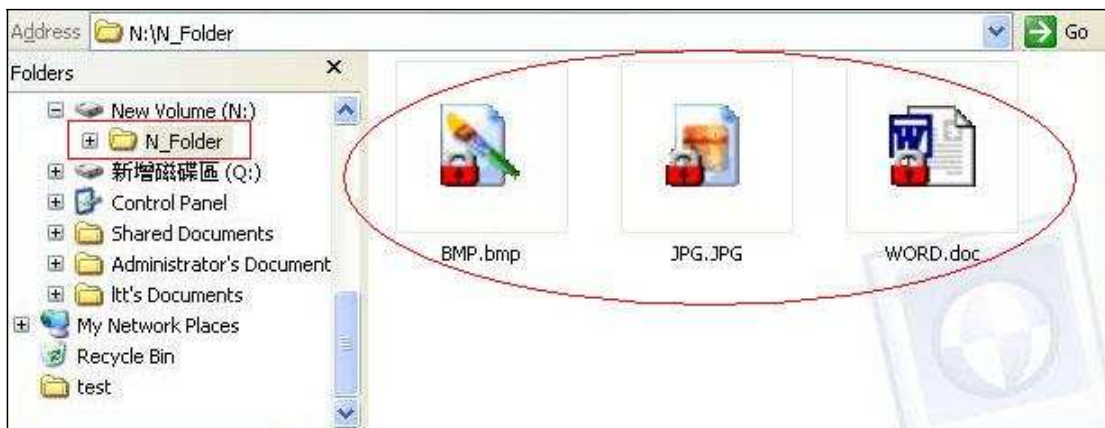 Address N:\N_Folder Go
Folders
New Volume (N:)
N_Folder
新增磁碟區 (Q:)
Control Panel
Shared Documents
Administrator's Document
ltt's Documents
My Network Places
Recycle Bin
test
BMP.bmp JPG.JPG WORD.doc